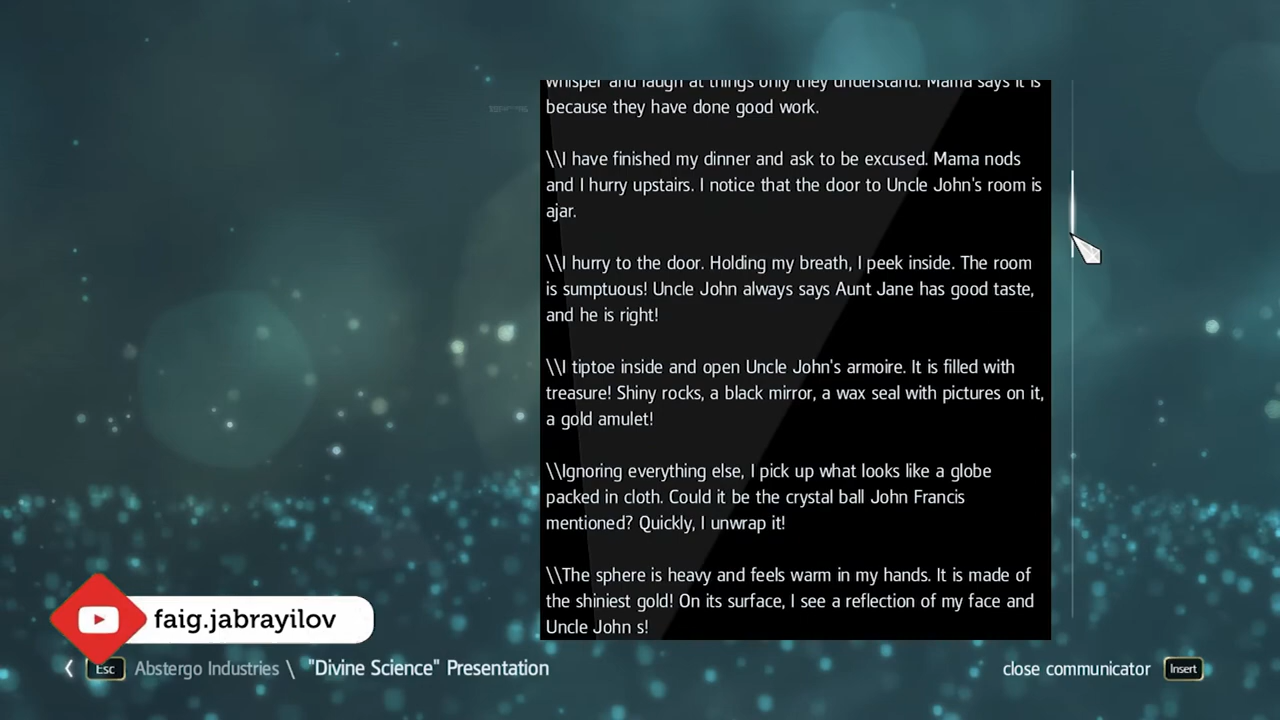 whisper and laugh at things only they understand. Mama says it is
because they have done good work.
\\I have finished my dinner and ask to be excused. Mama nods
and I hurry upstairs. I notice that the door to Uncle John's room is
ajar.
\\I hurry to the door. Holding my breath, I peek inside. The room
is sumptuous! Uncle John always says Aunt Jane has good taste,
and he is right!
\\I tiptoe inside and open Uncle John's armoire. It is filled with
treasure! Shiny rocks, a black mirror, a wax seal with pictures on it,
a gold amulet!
\\Ignoring everything else, I pick up what looks like a globe
packed in cloth. Could it be the crystal ball John Francis
mentioned? Quickly, I unwrap it!
\\The sphere is heavy and feels warm in my hands. It is made of
the shiniest gold! On its surface, I see a reflection of my face and
Uncle John s!
faig.jabrayilov
Esc Abstergo Industries \ "Divine Science" Presentation
close communicator Insert